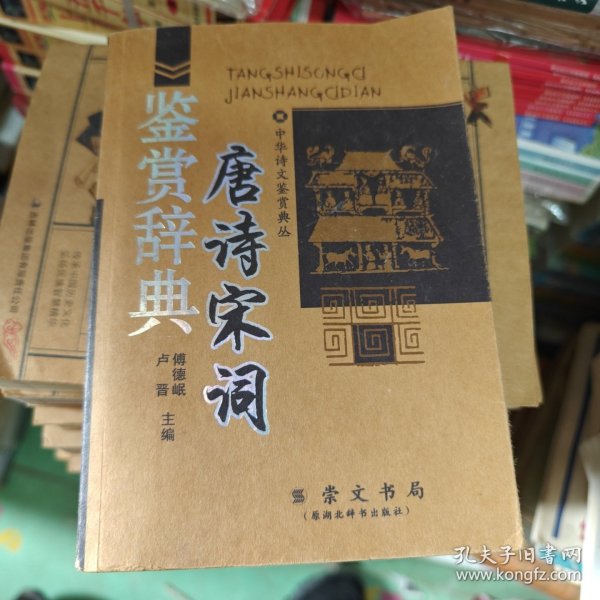 TANGSHISONGCI
JIANSHANGCIDIAN
中华诗文鉴赏典丛
唐诗宋词
鉴赏辞典
傅德岷
卢晋 主编
崇文书局
(原湖北辞书出版社)
孔夫子旧书网
www.kongfz.com